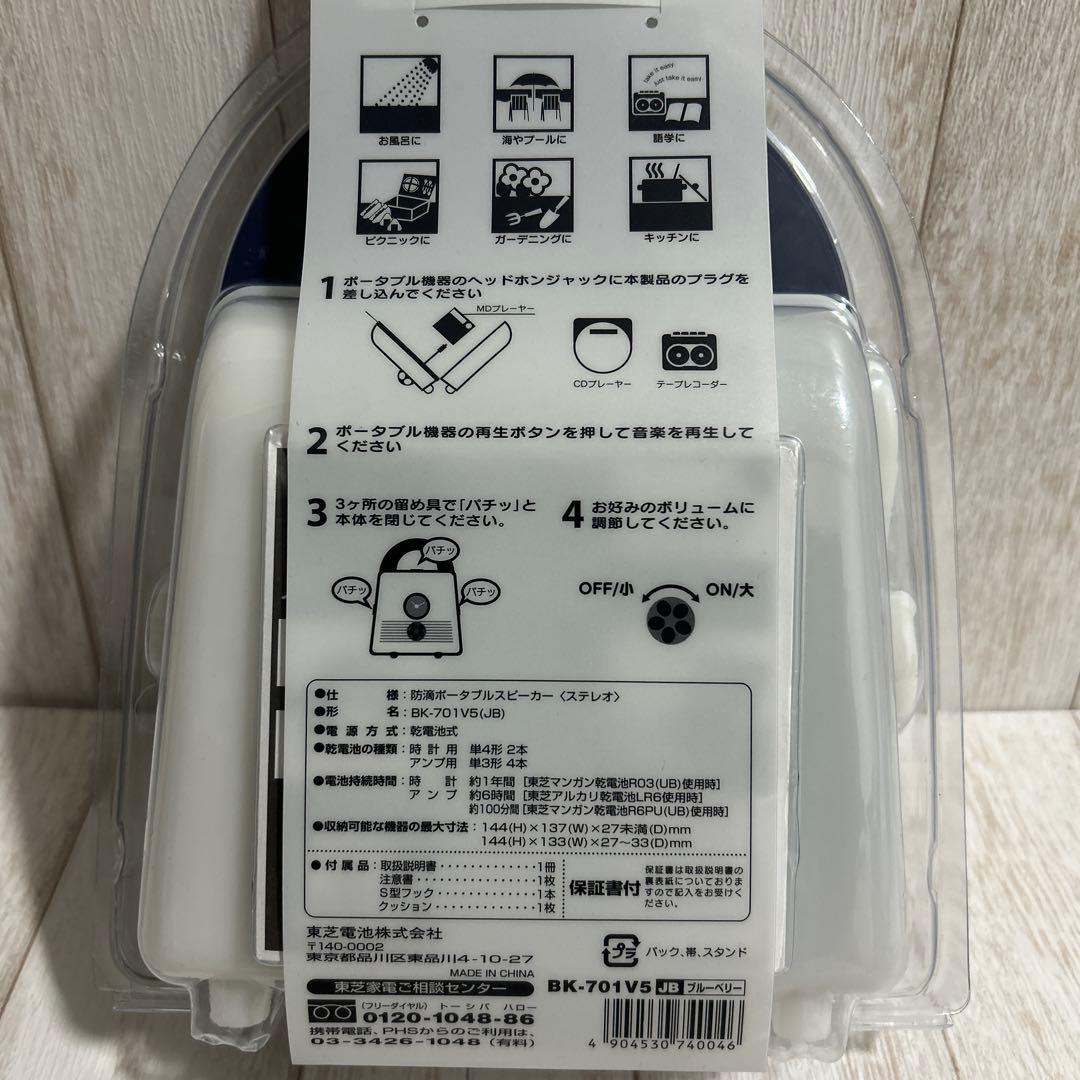 お風呂に
海やプールに
take it easy
just take it easy
語学に
ピクニックに
ガーデニングに
キッチンに
1 ポータブル機器のヘッドホンジャックに本製品のプラグを
差し込んでください
MDプレーヤー
CDプレーヤー
テープレコーダー
2 ポータブル機器の再生ボタンを押して音楽を再生して
ください
3 3ヶ所の留め具で「パチッ」と
本体を閉じてください。
パチッ
パチッ
パチッ
4 お好みのボリュームに
調節してください。
OFF/小
ON/大
●仕様：防滴ポータブルスピーカー〈ステレオ〉
●形名：BK-701V5(JB)
●電源方式：乾電池式
●乾電池の種類：時計用 単4形 2本
アンプ用 単3形 4本
●電池持続時間：時計 約1年間 [東芝マンガン乾電池R03(UB)使用時]
アンプ 約6時間 [東芝アルカリ乾電池LR6使用時]
約100分間 [東芝マンガン乾電池R6PU(UB)使用時]
●収納可能な機器の最大寸法：144(H)×137(W)×27未満(D)mm
144(H)×133(W)×27〜33(D)mm
●付属品：取扱説明書・・・・・・・・・・・・1冊
注意書・・・・・・・・・・・・・・1枚
S型フック・・・・・・・・・・・・1本
クッション・・・・・・・・・・・・1枚
保証書付
保証書は取扱説明書の
裏表紙についておりま
すので記入をお受けく
ださい。
東芝電池株式会社
〒140-0002
東京都品川区東品川4-10-27
MADE IN CHINA
プラ
パック、帯、スタンド
東芝家電ご相談センター
(フリーダイヤル) トーシバ ハロー
0120-1048-86
携帯電話、PHSからのご利用は、
03-3426-1048 (有料)
BK-701V5 JB ブルーベリー
4 904530 740046